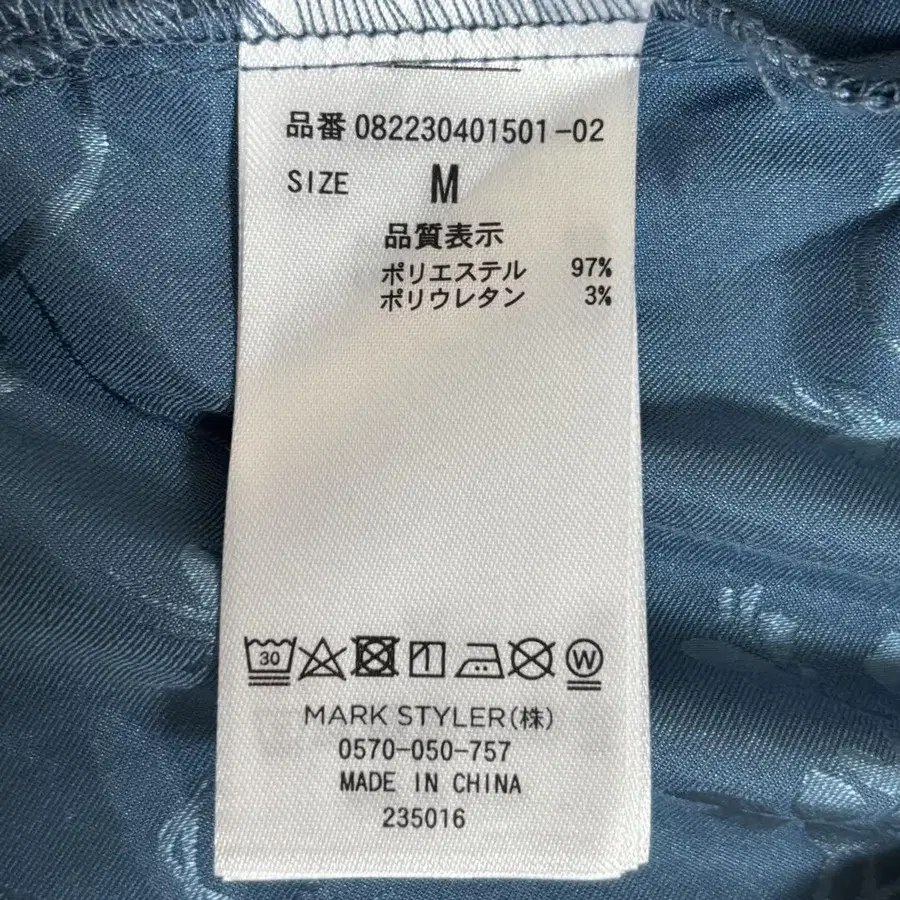 品番 082230401501-02
SIZE M
品質表示
ポリエステル 97%
ポリウレタン 3%
30 W
MARK STYLER(株)
0570-050-757
MADE IN CHINA
235016